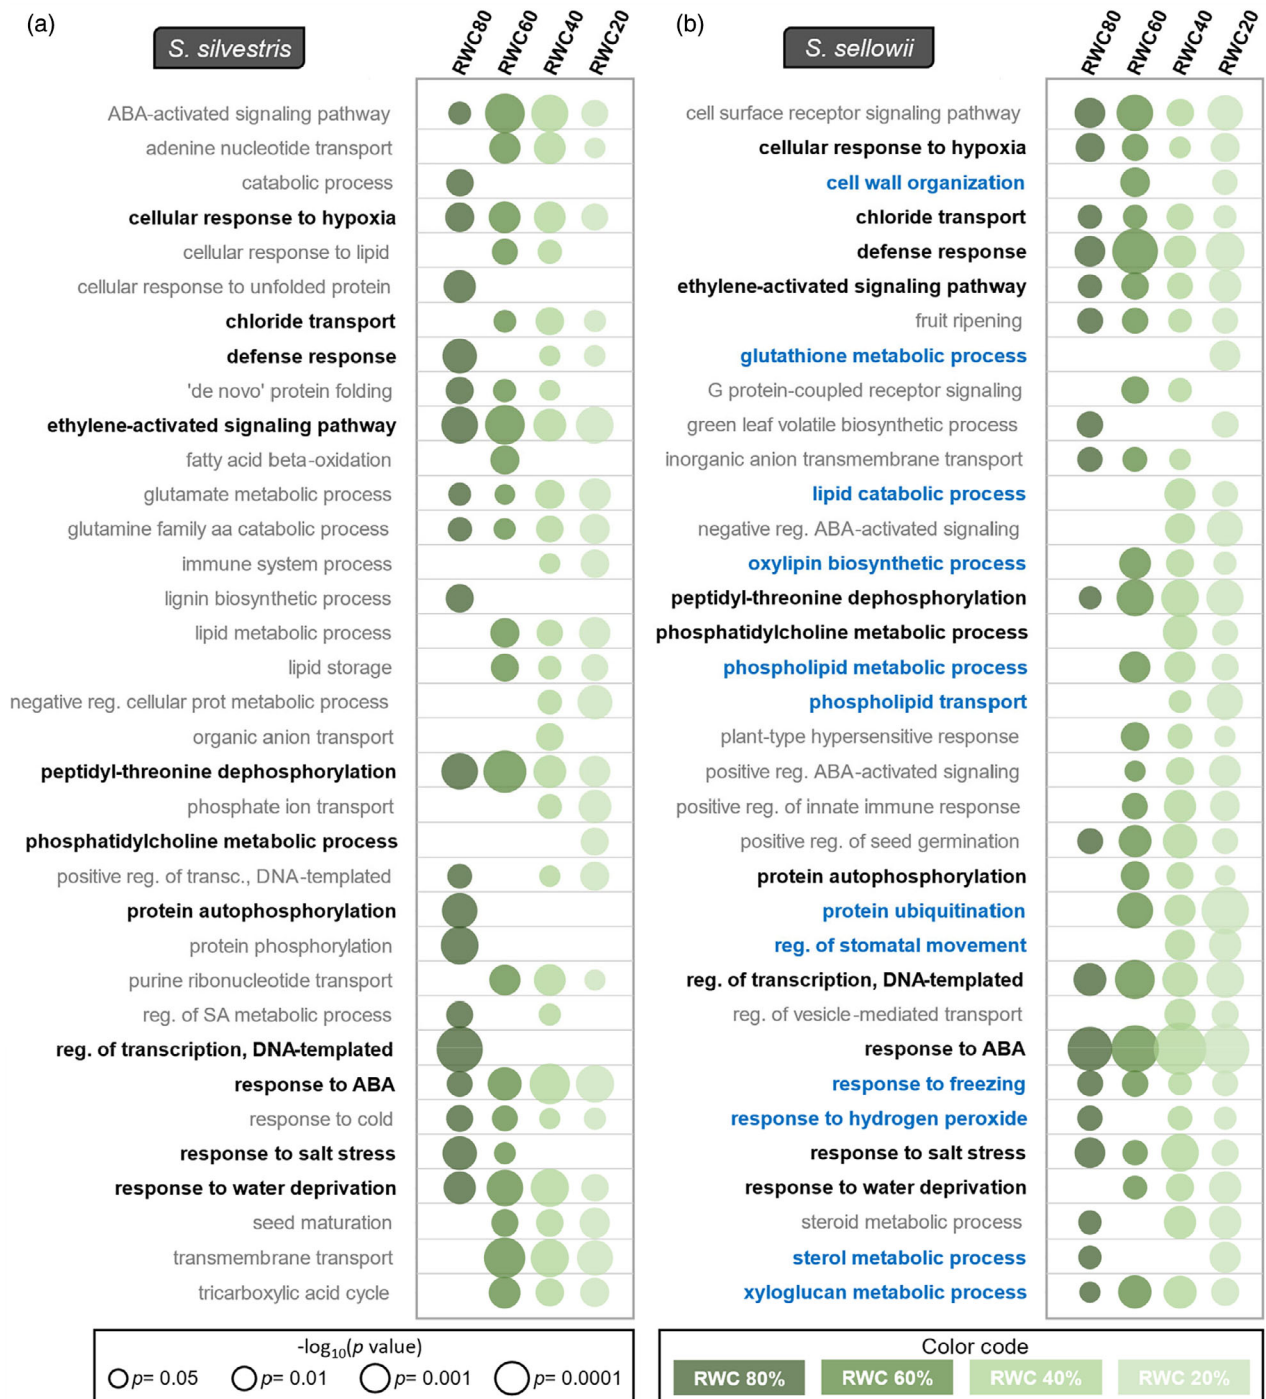 (a)
S. silvestris
RWC80
RWC60
RWC40
RWC20
ABA-activated signaling pathway
adenine nucleotide transport
catabolic process
cellular response to hypoxia
cellular response to lipid
cellular response to unfolded protein
chloride transport
defense response
'de novo' protein folding
ethylene-activated signaling pathway
fatty acid beta-oxidation
glutamate metabolic process
glutamine family aa catabolic process
immune system process
lignin biosynthetic process
lipid metabolic process
lipid storage
negative reg. cellular prot metabolic process
organic anion transport
peptidyl-threonine dephosphorylation
phosphate ion transport
phosphatidylcholine metabolic process
positive reg. of transc., DNA-templated
protein autophosphorylation
protein phosphorylation
purine ribonucleotide transport
reg. of SA metabolic process
reg. of transcription, DNA-templated
response to ABA
response to cold
response to salt stress
response to water deprivation
seed maturation
transmembrane transport
tricarboxylic acid cycle
-log10(p value)
p= 0.05
p= 0.01
p= 0.001
p= 0.0001
(b)
S. sellowii
RWC80
RWC60
RWC40
RWC20
cell surface receptor signaling pathway
cellular response to hypoxia
cell wall organization
chloride transport
defense response
ethylene-activated signaling pathway
fruit ripening
glutathione metabolic process
G protein-coupled receptor signaling
green leaf volatile biosynthetic process
inorganic anion transmembrane transport
lipid catabolic process
negative reg. ABA-activated signaling
oxylipin biosynthetic process
peptidyl-threonine dephosphorylation
phosphatidylcholine metabolic process
phospholipid metabolic process
phospholipid transport
plant-type hypersensitive response
positive reg. ABA-activated signaling
positive reg. of innate immune response
positive reg. of seed germination
protein autophosphorylation
protein ubiquitination
reg. of stomatal movement
reg. of transcription, DNA-templated
reg. of vesicle-mediated transport
response to ABA
response to freezing
response to hydrogen peroxide
response to salt stress
response to water deprivation
steroid metabolic process
sterol metabolic process
xyloglucan metabolic process
Color code
RWC 80%
RWC 60%
RWC 40%
RWC 20%